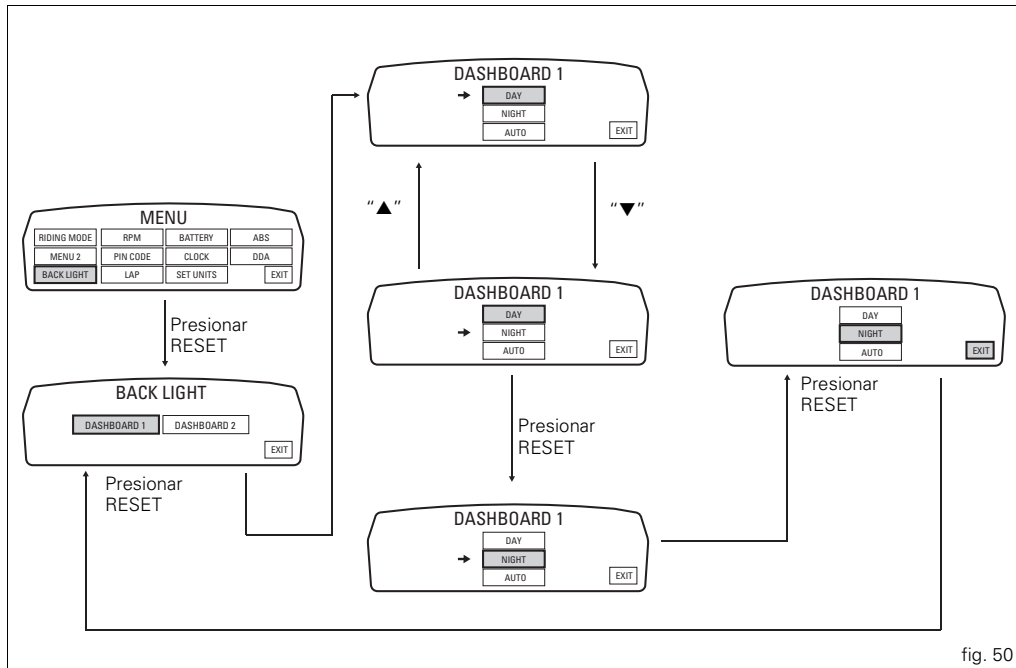 DASHBOARD 1
➔ DAY
NIGHT
AUTO
EXIT
"▲"
"▼"
MENU
RIDING MODE RPM BATTERY ABS
MENU 2 PIN CODE CLOCK DDA
BACK LIGHT LAP SET UNITS EXIT
Presionar
RESET
BACK LIGHT
DASHBOARD 1 DASHBOARD 2
EXIT
Presionar
RESET
DASHBOARD 1
DAY
➔ NIGHT
AUTO
EXIT
Presionar
RESET
DASHBOARD 1
DAY
➔ NIGHT
AUTO
EXIT
DASHBOARD 1
DAY
NIGHT
AUTO
EXIT
Presionar
RESET
fig. 50